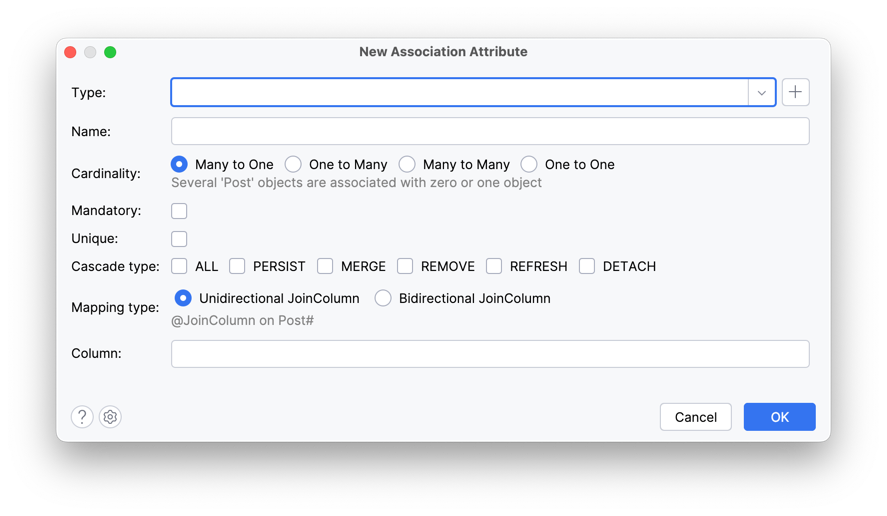 New Association Attribute
Type:
Name:
Cardinality: Many to One One to Many Many to Many One to One
Several 'Post' objects are associated with zero or one object
Mandatory:
Unique:
Cascade type: ALL PERSIST MERGE REMOVE REFRESH DETACH
Mapping type: Unidirectional JoinColumn Bidirectional JoinColumn
@JoinColumn on Post#
Column:
? Cancel OK